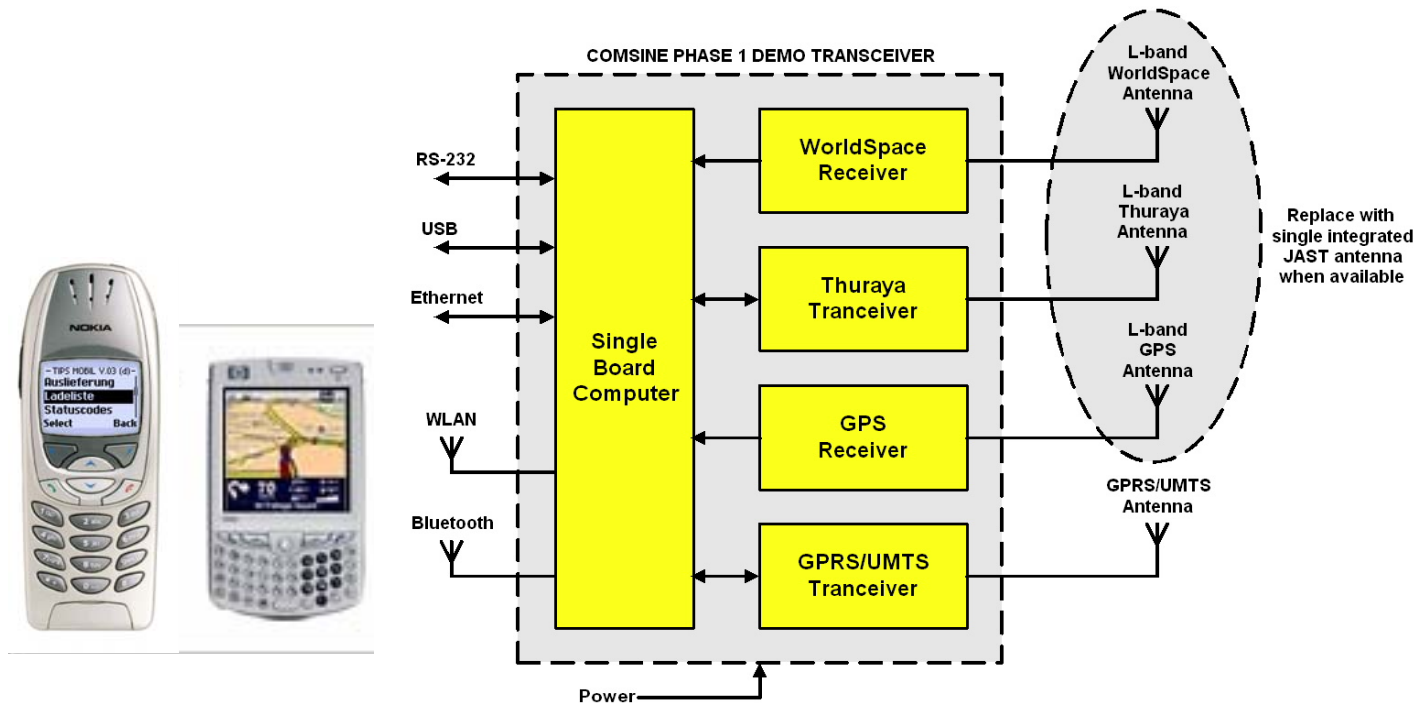 NOKIA
- TIPS MOBIL V.03 (d) -
Auslieferung
Ladeliste
Statuscodes
Select Back
COMSINE PHASE 1 DEMO TRANSCEIVER
RS-232
USB
Ethernet
WLAN
Bluetooth
Single
Board
Computer
WorldSpace
Receiver
Thuraya
Tranceiver
GPS
Receiver
GPRS/UMTS
Tranceiver
Power
L-band
WorldSpace
Antenna
L-band
Thuraya
Antenna
L-band
GPS
Antenna
GPRS/UMTS
Antenna
Replace with
single integrated
JAST antenna
when available